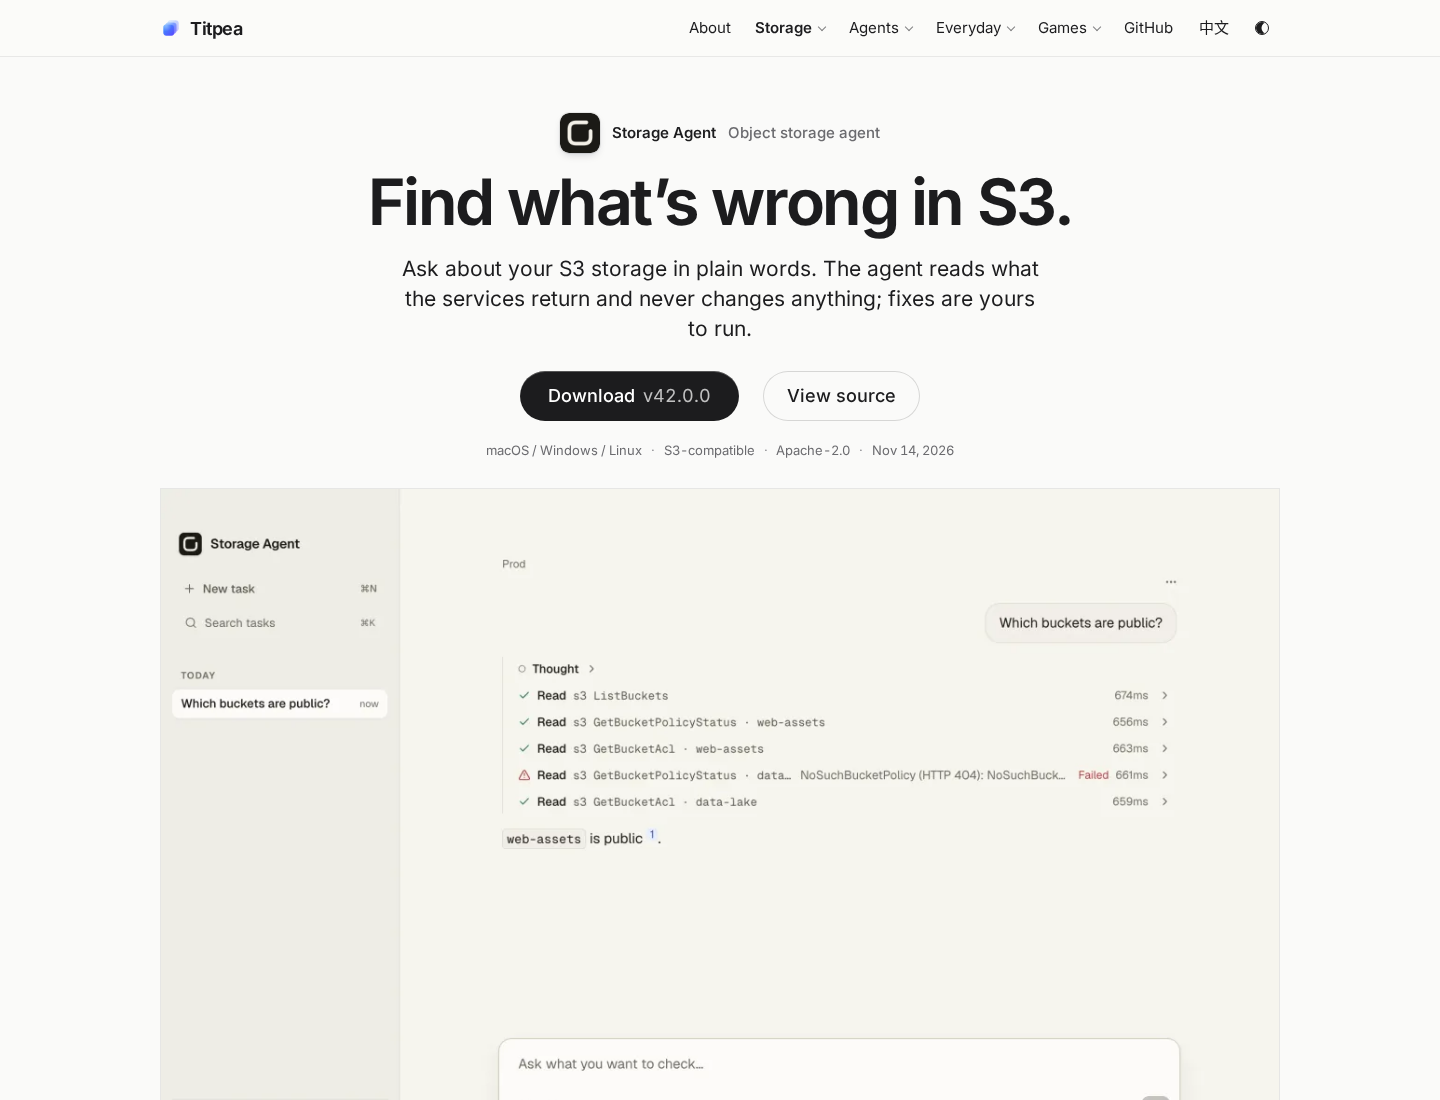 Titpea
About
Storage
Agents
Everyday
Games
GitHub
中文
Storage Agent Object storage agent
Find what’s wrong in S3.
Ask about your S3 storage in plain words. The agent reads what
the services return and never changes anything; fixes are yours
to run.
Download v42.0.0
View source
macOS / Windows / Linux · S3-compatible · Apache-2.0 · Nov 14, 2026
Storage Agent
New task ⌘N
Search tasks ⌘K
TODAY
Which buckets are public? now
Prod
...
Which buckets are public?
Thought
Read s3 ListBuckets 674ms
Read s3 GetBucketPolicyStatus · web-assets 656ms
Read s3 GetBucketAcl · web-assets 663ms
Read s3 GetBucketPolicyStatus · data… NoSuchBucketPolicy (HTTP 404): NoSuchBuck… Failed 661ms
Read s3 GetBucketAcl · data-lake 659ms
web-assets is public 1.
Ask what you want to check…